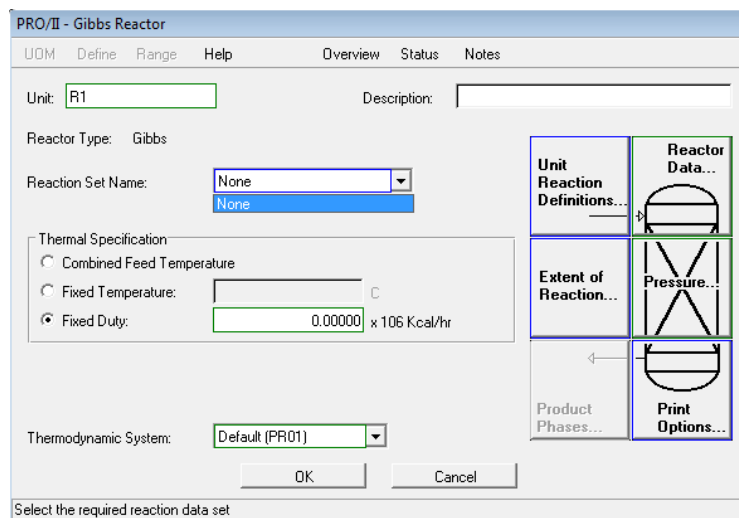 PRO/II - Gibbs Reactor
UOM Define Range Help Overview Status Notes
Unit: R1 Description:
Reactor Type: Gibbs
Reaction Set Name: None
None
Unit
Reaction
Definitions...
Reactor
Data...
Thermal Specification
Combined Feed Temperature
Fixed Temperature: C
Fixed Duty: 0.00000 x 106 Kcal/hr
Extent of
Reaction...
Pressure...
Product
Phases...
Print
Options...
Thermodynamic System: Default (PR01)
OK Cancel
Select the required reaction data set